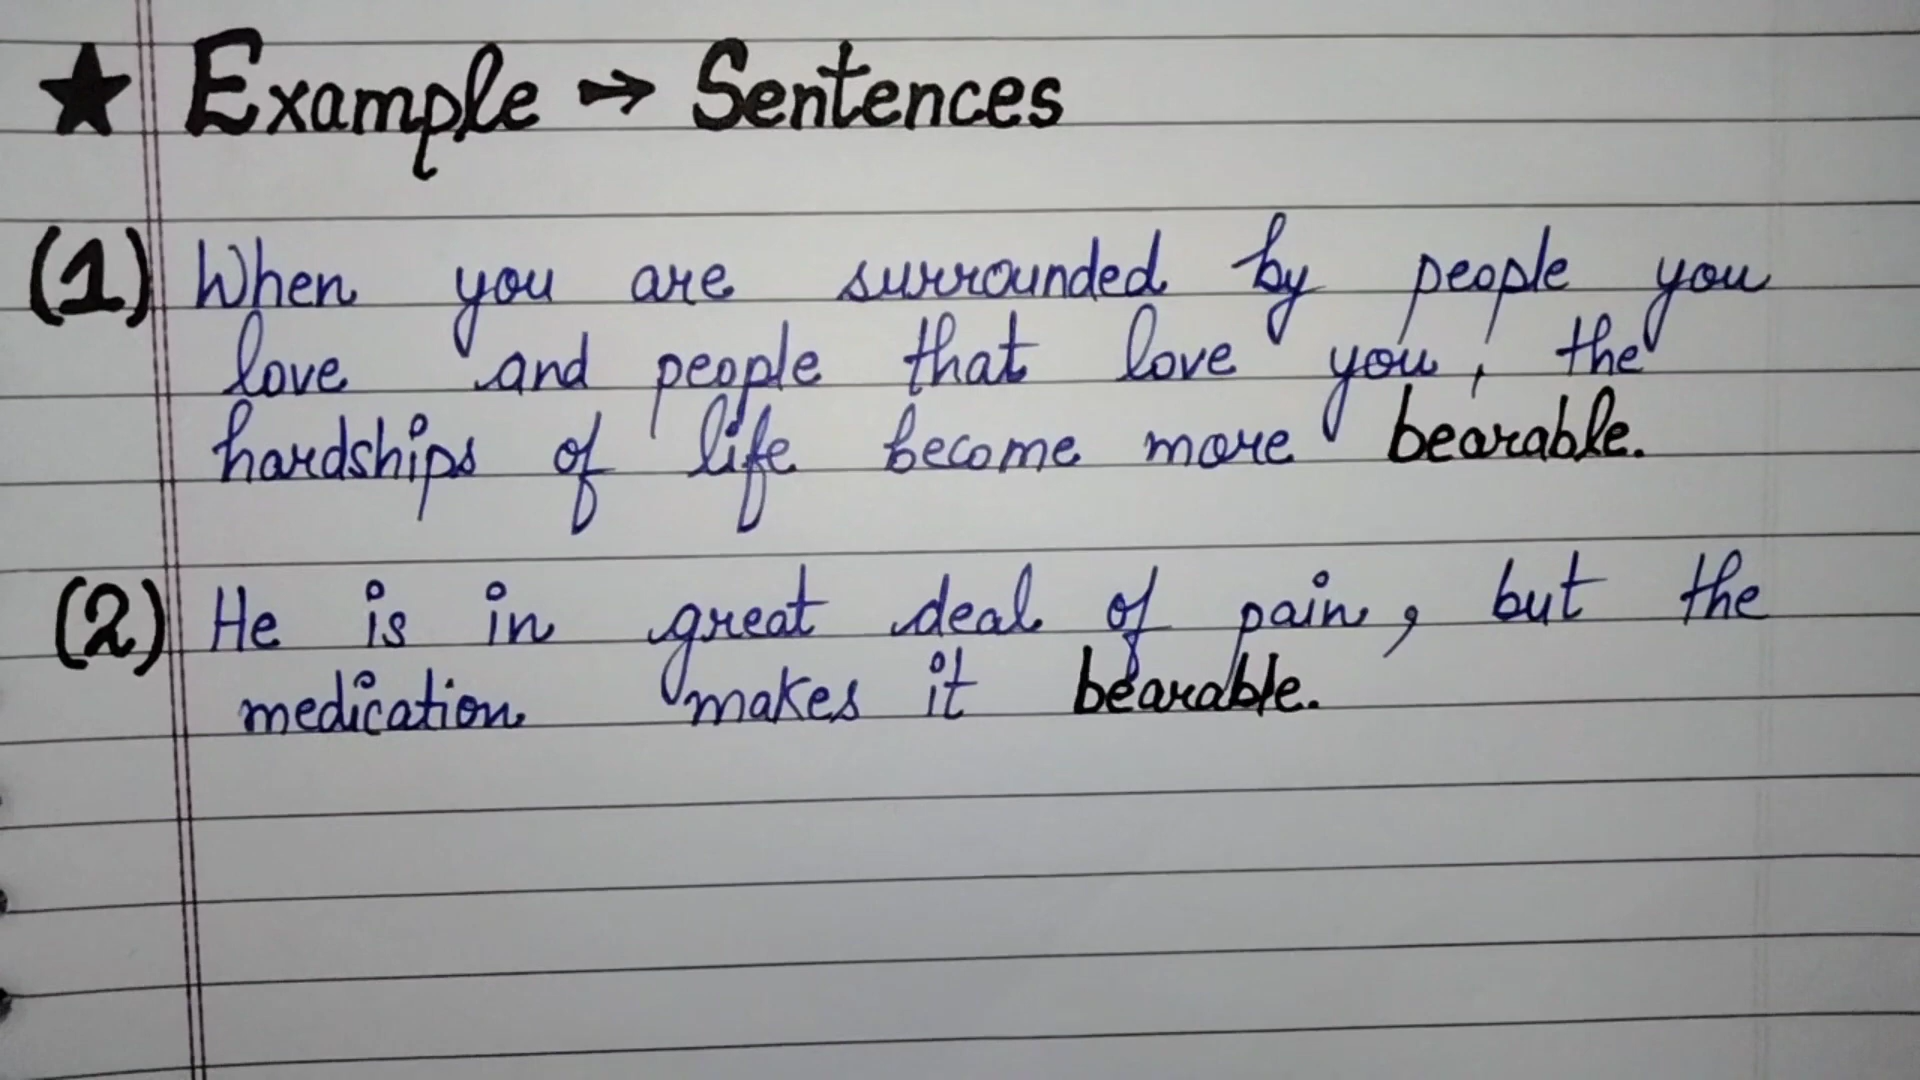 ★ Example → Sentences
(1) When you are surrounded by people you
love and people that love you, the
hardships of life become more bearable.
(2) He is in great deal of pain, but the
medication makes it bearable.